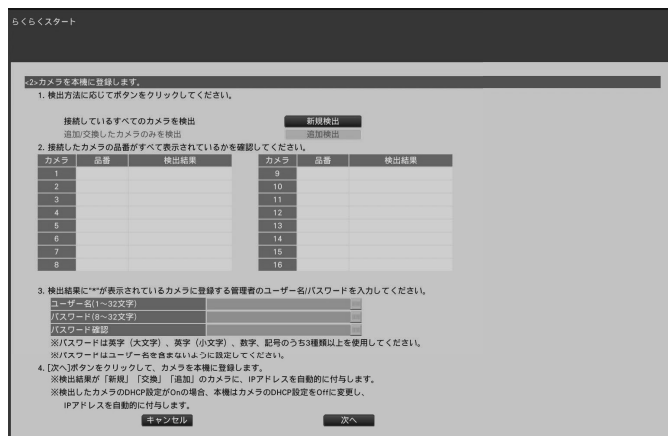 らくらくスタート
<2>カメラを本機に登録します。
1. 検出方法に応じてボタンをクリックしてください。
接続しているすべてのカメラを検出 新規検出
追加/交換したカメラのみを検出 追加検出
2. 接続したカメラの品番がすべて表示されているかを確認してください。
カメラ 品番 検出結果 カメラ 品番 検出結果
1 9
2 10
3 11
4 12
5 13
6 14
7 15
8 16
3. 検出結果に"*"が表示されているカメラに登録する管理者のユーザー名/パスワードを入力してください。
ユーザー名(1～32文字)
パスワード(8～32文字)
パスワード確認
※パスワードは英字（大文字）、英字（小文字）、数字、記号のうち3種類以上を使用してください。
※パスワードはユーザー名を含まないように設定してください。
4. [次へ]ボタンをクリックして、カメラを本機に登録します。
※検出結果が「新規」「交換」「追加」のカメラに、IPアドレスを自動的に付与します。
※検出したカメラのDHCP設定がOnの場合、本機はカメラのDHCP設定をOffに変更し、
IPアドレスを自動的に付与します。
キャンセル 次へ